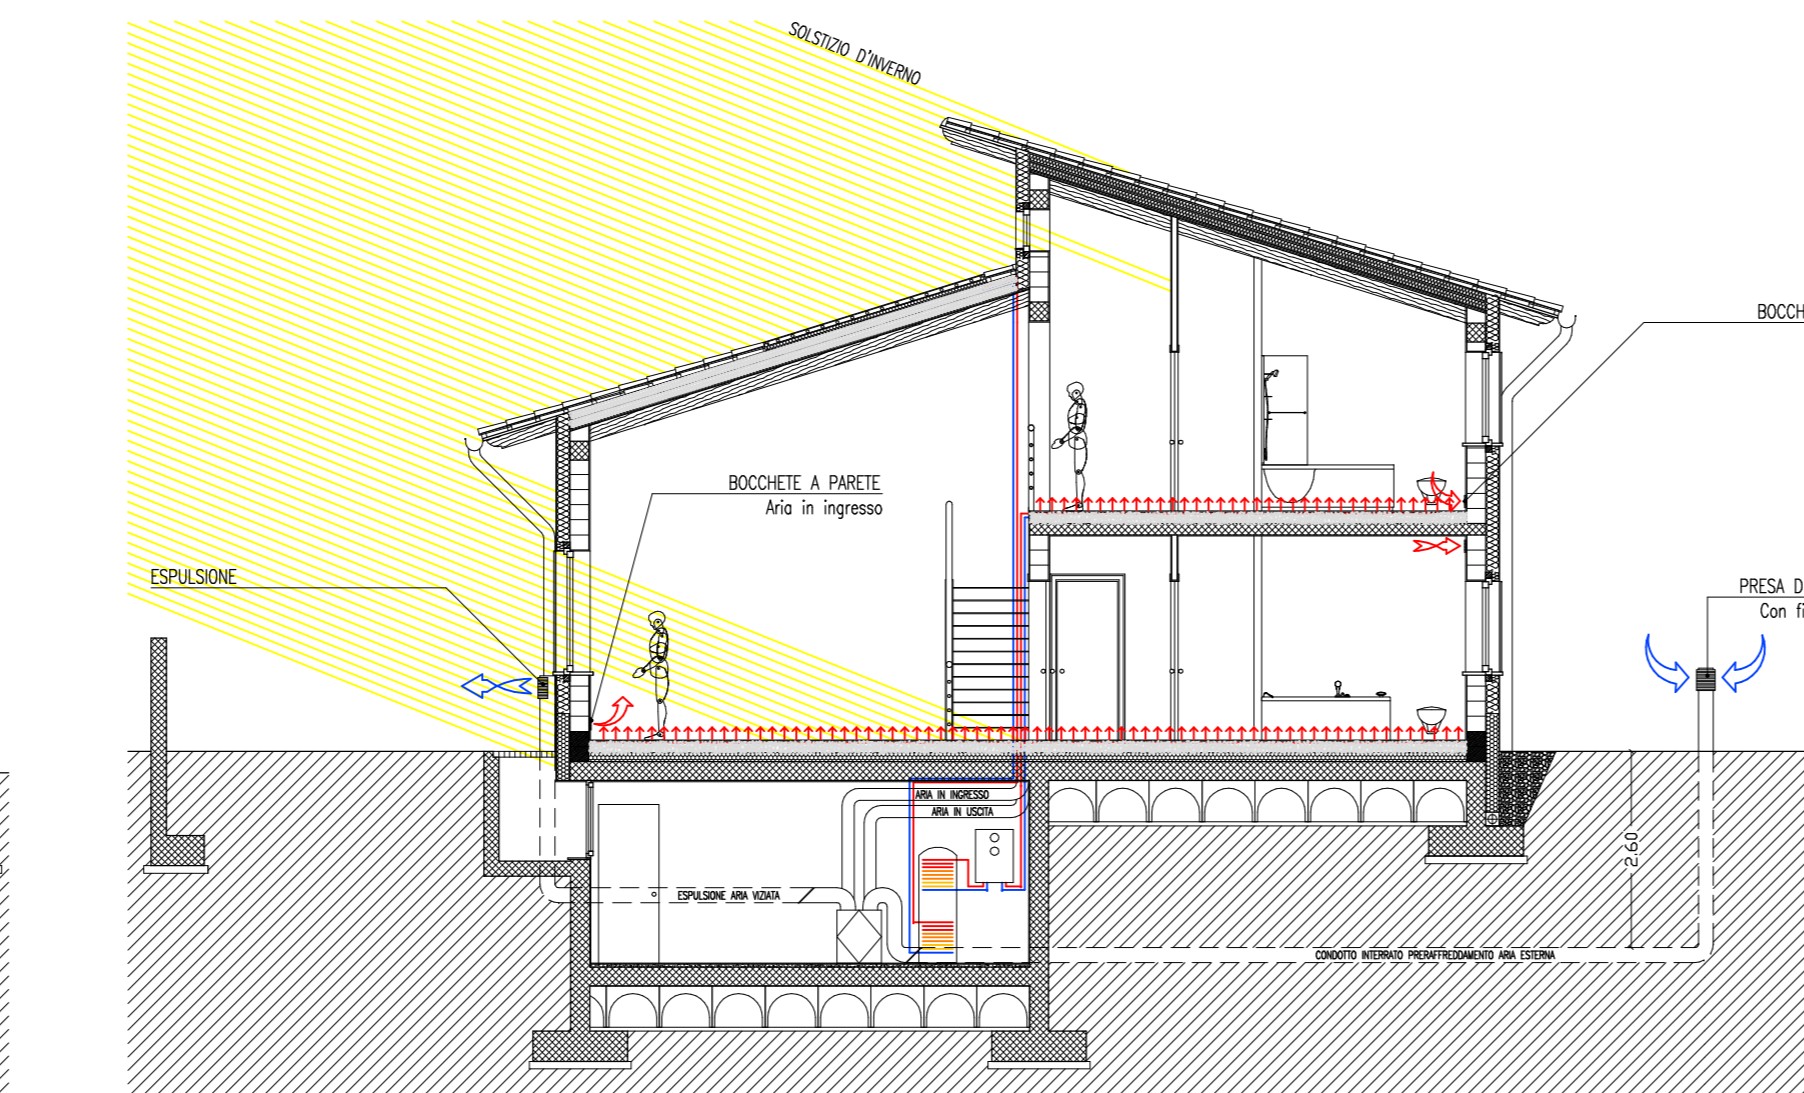 SOLSTIZIO D'INVERNO
BOCCH
BOCCHETE A PARETE
Aria in ingresso
ESPULSIONE
PRESA D
Con fi
ARIA IN INGRESSO
ARIA IN USCITA
2.60
ESPULSIONE ARIA VIZIATA
CONDOTTO INTERRATO PRERAFFREDDAMENTO ARIA ESTERNA